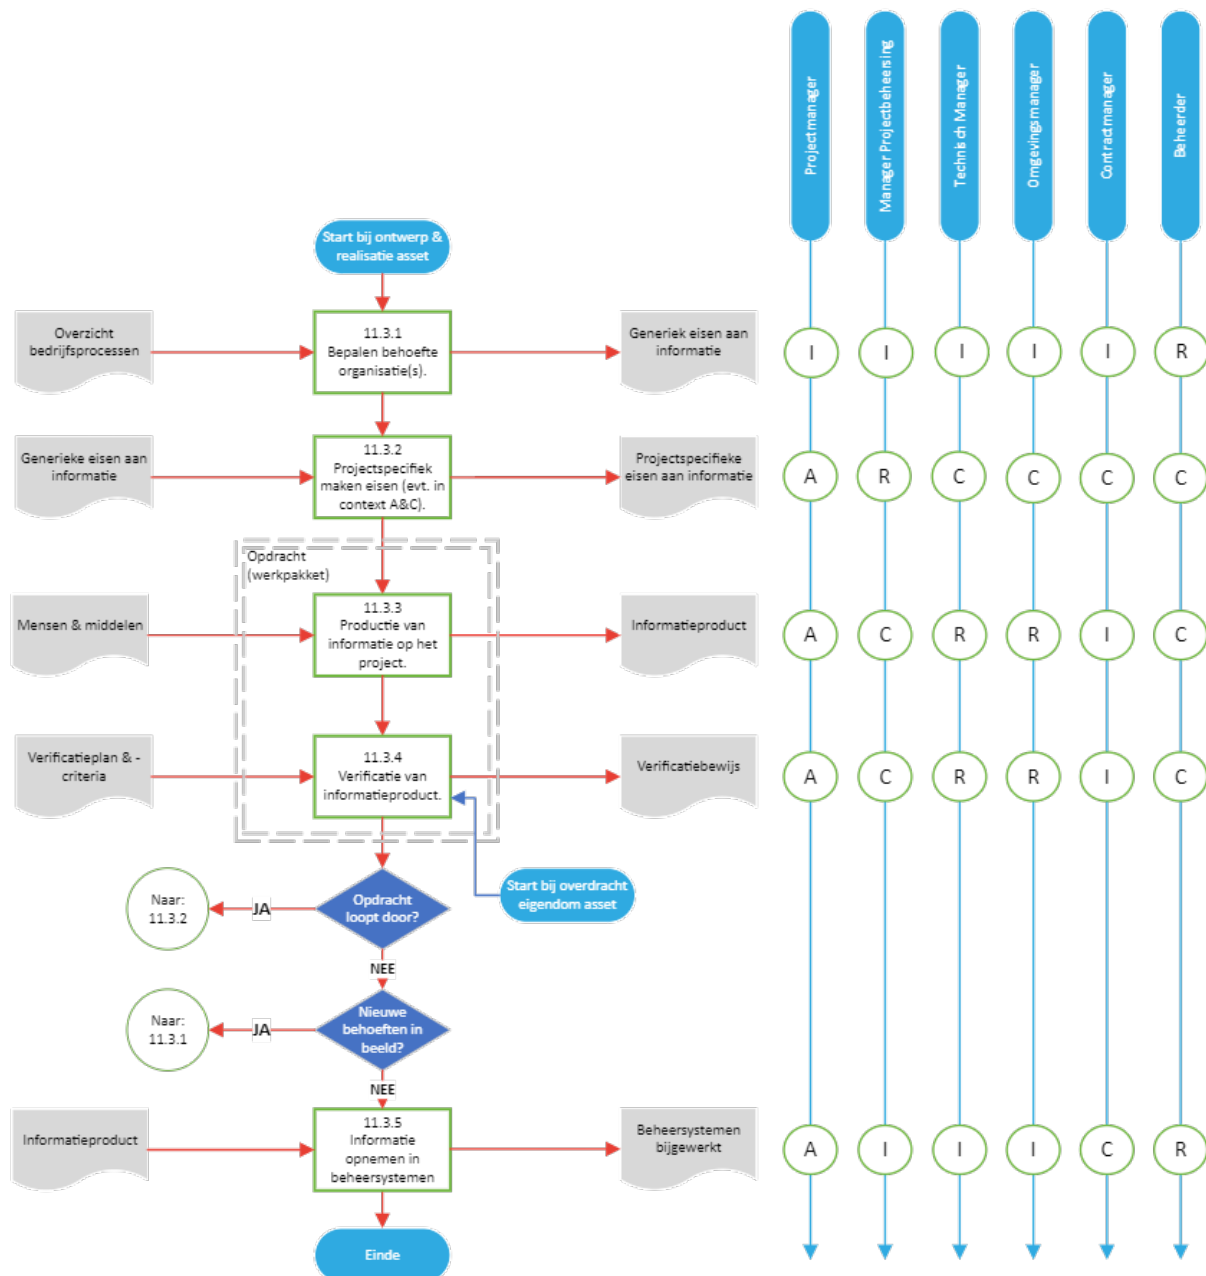 Projectmanager
Manager Projectbeheersing
Technisch Manager
Omgevingsmanager
Contractmanager
Beheerder
Start bij ontwerp &
realisatie asset
Overzicht
bedrijfsprocessen
11.3.1
Bepalen behoefte
organisatie(s).
Generiek eisen aan
informatie
I
I
I
I
I
R
Generieke eisen aan
informatie
11.3.2
Projectspecifiek
maken eisen (evt. in
context A&C).
Projectspecifieke
eisen aan informatie
A
R
C
C
C
C
Opdracht
(werkpakket)
Mensen & middelen
11.3.3
Productie van
informatie op het
project.
Informatieproduct
A
C
R
R
I
C
Verificatieplan & -
criteria
11.3.4
Verificatie van
informatieproduct.
Verificatiebewijs
A
C
R
R
I
C
Start bij overdracht
eigendom asset
Opdracht
loopt door?
JA
Naar:
11.3.2
NEE
Nieuwe
behoeften in
beeld?
JA
Naar:
11.3.1
NEE
Informatieproduct
11.3.5
Informatie
opnemen in
beheersystemen
Beheersystemen
bijgewerkt
A
I
I
I
C
R
Einde